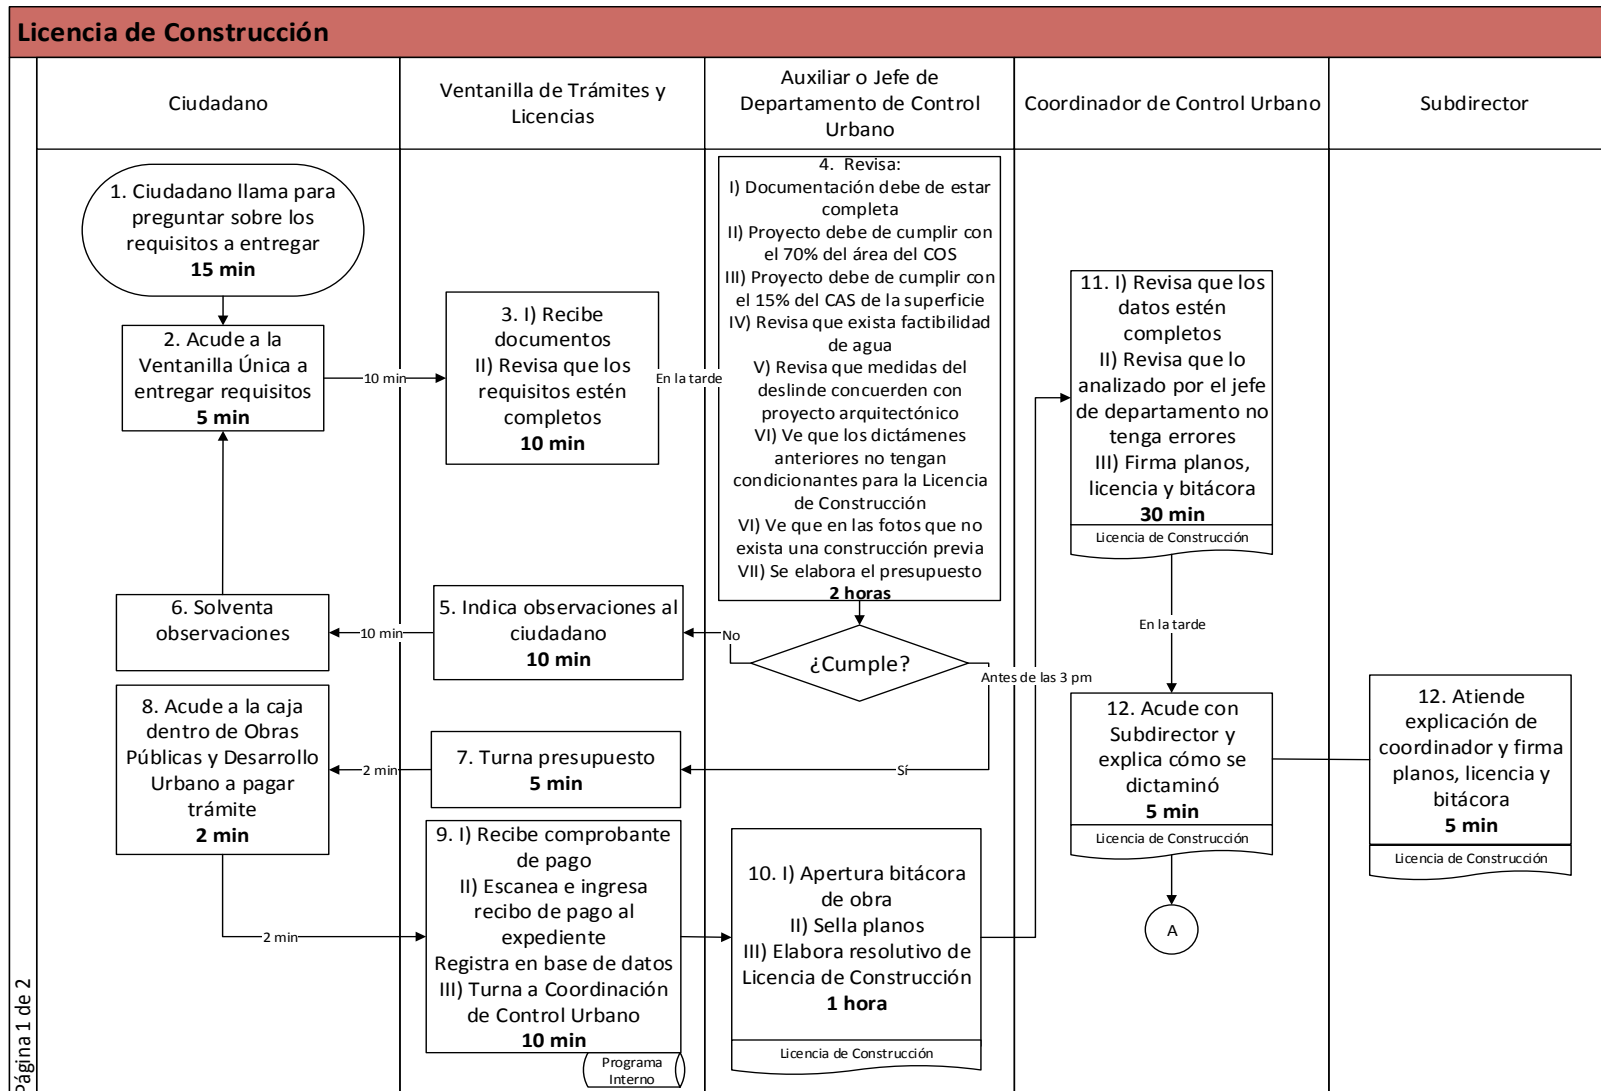 Licencia de Construcción
Ciudadano
Ventanilla de Trámites y
Licencias
Auxiliar o Jefe de
Departamento de Control
Urbano
Coordinador de Control Urbano
Subdirector
1. Ciudadano llama para
preguntar sobre los
requisitos a entregar
15 min
2. Acude a la
Ventanilla Única a
entregar requisitos
5 min
10 min
3. I) Recibe
documentos
II) Revisa que los
requisitos estén
completos
10 min
En la tarde
4. Revisa:
I) Documentación debe de estar
completa
II) Proyecto debe de cumplir con
el 70% del área del COS
III) Proyecto debe de cumplir con
el 15% del CAS de la superficie
IV) Revisa que exista factibilidad
de agua
V) Revisa que medidas del
deslinde concuerden con
proyecto arquitectónico
VI) Ve que los dictámenes
anteriores no tengan
condicionantes para la Licencia
de Construcción
VI) Ve que en las fotos que no
exista una construcción previa
VII) Se elabora el presupuesto
2 horas
¿Cumple?
No
Antes de las 3 pm
Sí
5. Indica observaciones al
ciudadano
10 min
10 min
6. Solventa
observaciones
7. Turna presupuesto
5 min
2 min
8. Acude a la caja
dentro de Obras
Públicas y Desarrollo
Urbano a pagar
trámite
2 min
2 min
9. I) Recibe comprobante
de pago
II) Escanea e ingresa
recibo de pago al
expediente
Registra en base de datos
III) Turna a Coordinación
de Control Urbano
10 min
Programa
Interno
10. I) Apertura bitácora
de obra
II) Sella planos
III) Elabora resolutivo de
Licencia de Construcción
1 hora
Licencia de Construcción
11. I) Revisa que los
datos estén
completos
II) Revisa que lo
analizado por el jefe
de departamento no
tenga errores
III) Firma planos,
licencia y bitácora
30 min
Licencia de Construcción
En la tarde
12. Acude con
Subdirector y
explica cómo se
dictaminó
5 min
Licencia de Construcción
A
12. Atiende
explicación de
coordinador y firma
planos, licencia y
bitácora
5 min
Licencia de Construcción
Página 1 de 2